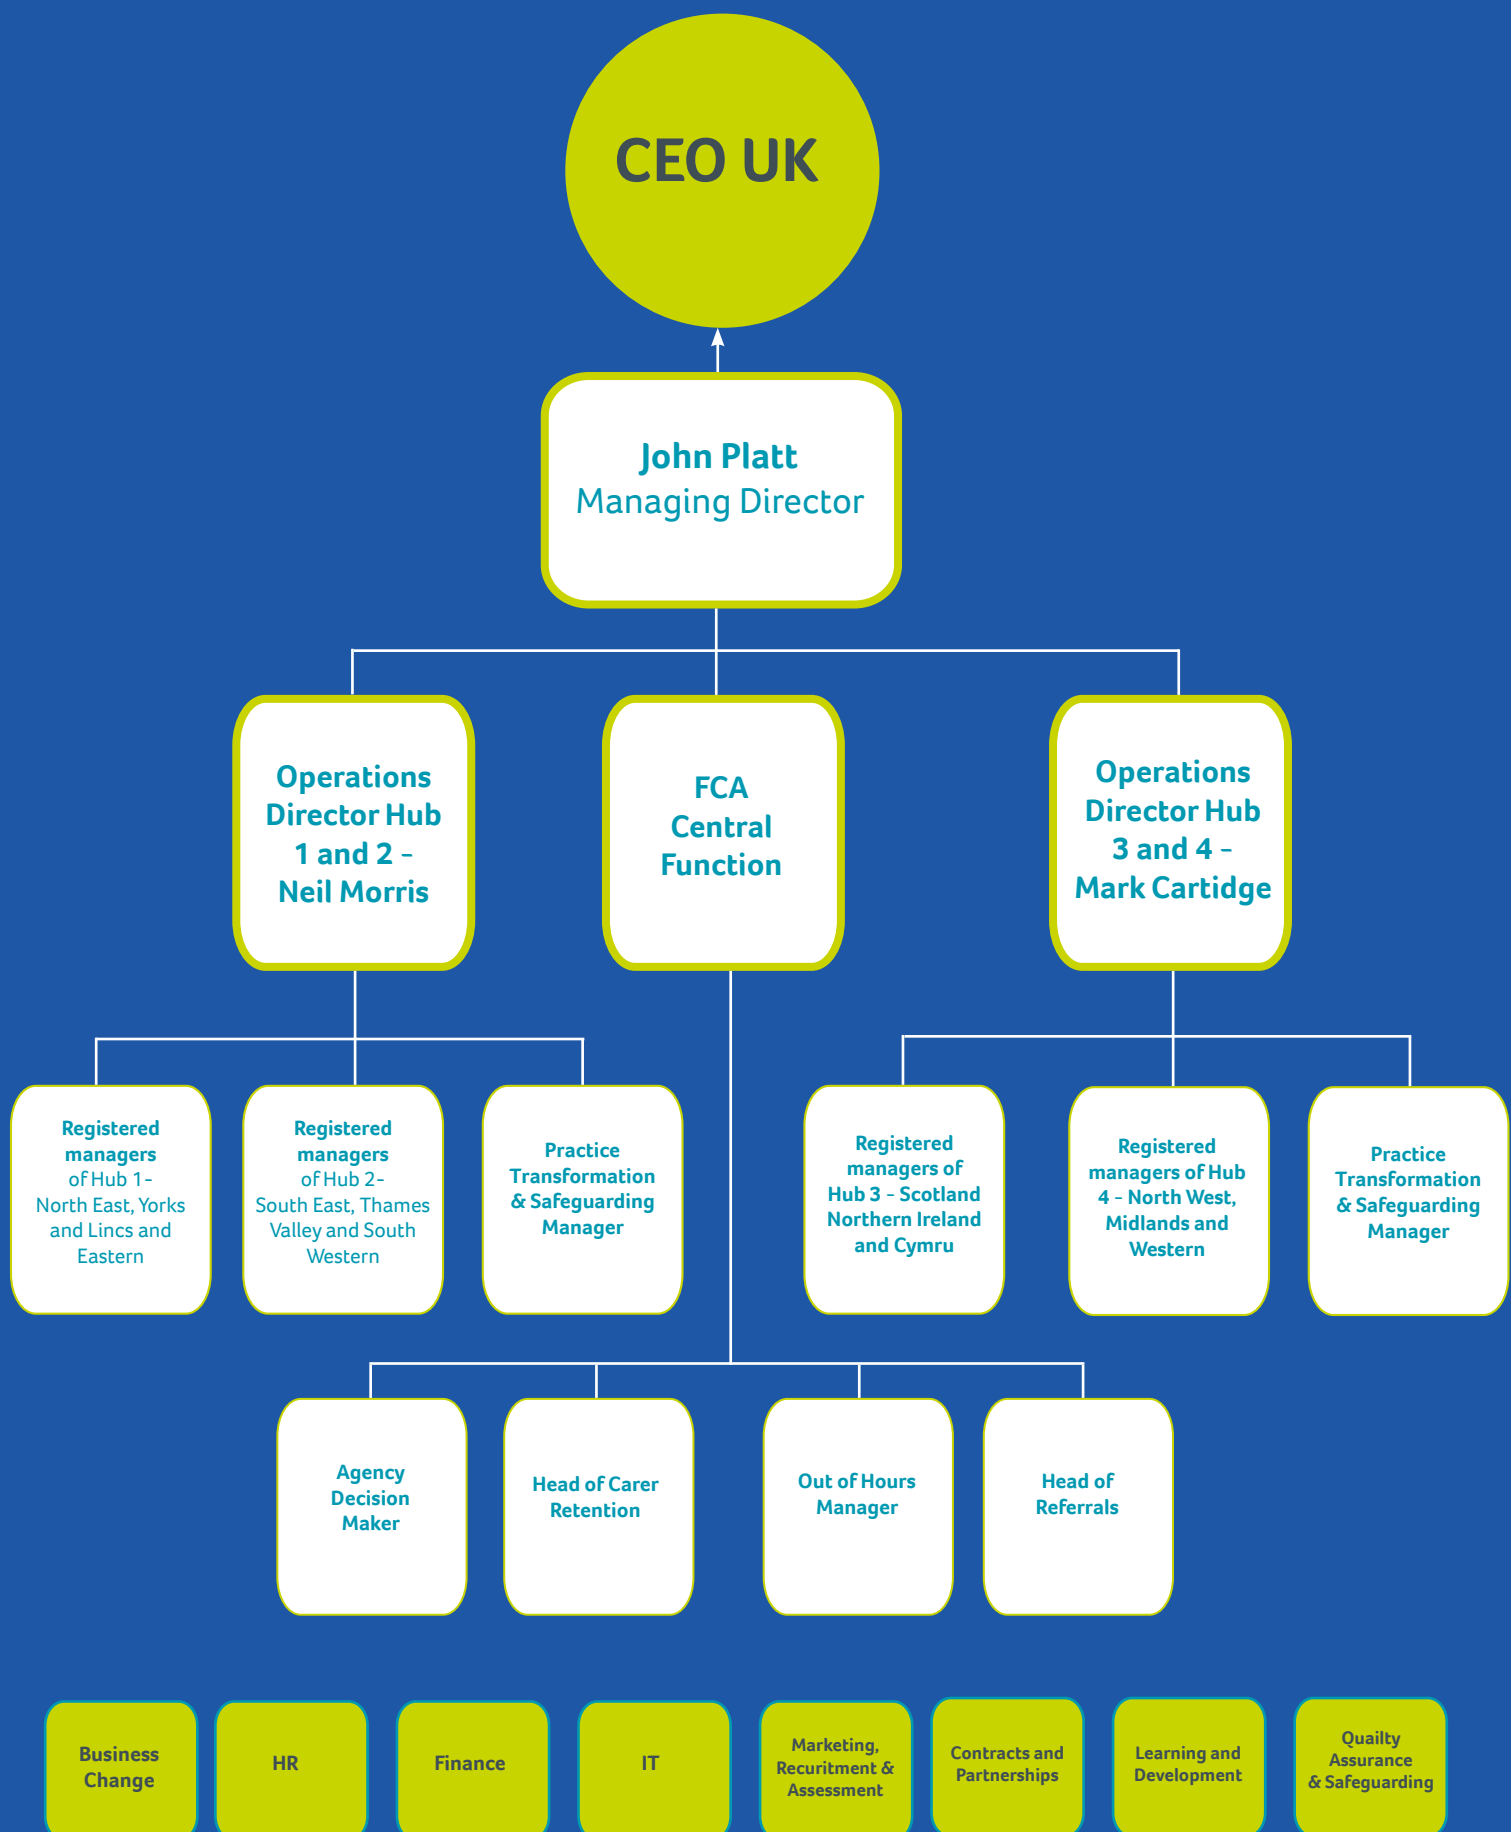 CEO UK
John Platt
Managing Director
Operations
Director Hub
1 and 2 -
Neil Morris
FCA
Central
Function
Operations
Director Hub
3 and 4 -
Mark Cartidge
Registered
managers
of Hub 1-
North East, Yorks
and Lincs and
Eastern
Registered
managers
of Hub 2-
South East, Thames
Valley and South
Western
Practice
Transformation
& Safeguarding
Manager
Registered
managers of
Hub 3 - Scotland
Northern Ireland
and Cymru
Registered
managers of Hub
4 - North West,
Midlands and
Western
Practice
Transformation
& Safeguarding
Manager
Agency
Decision
Maker
Head of Carer
Retention
Out of Hours
Manager
Head of
Referrals
Business
Change
HR
Finance
IT
Marketing,
Recuritment &
Assessment
Contracts and
Partnerships
Learning and
Development
Quailty
Assurance
& Safeguarding